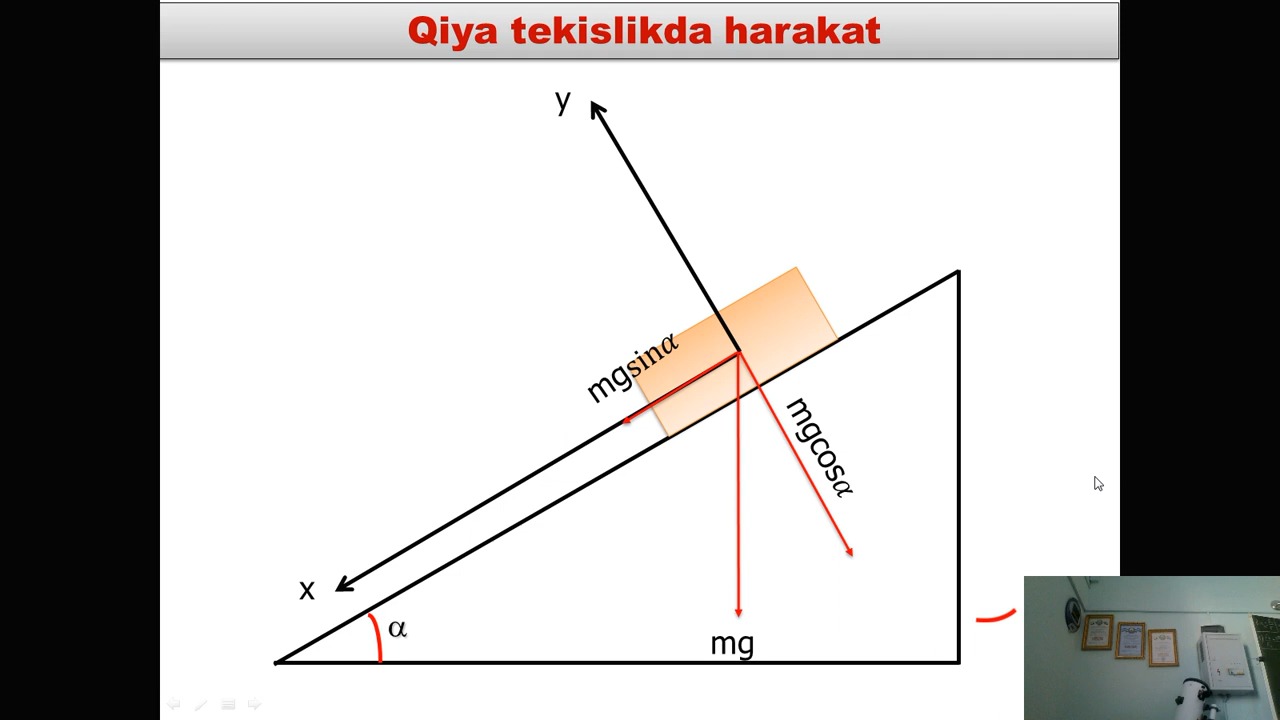 Qiya tekislikda harakat
y
mgsinα
mgcosα
x
α
mg